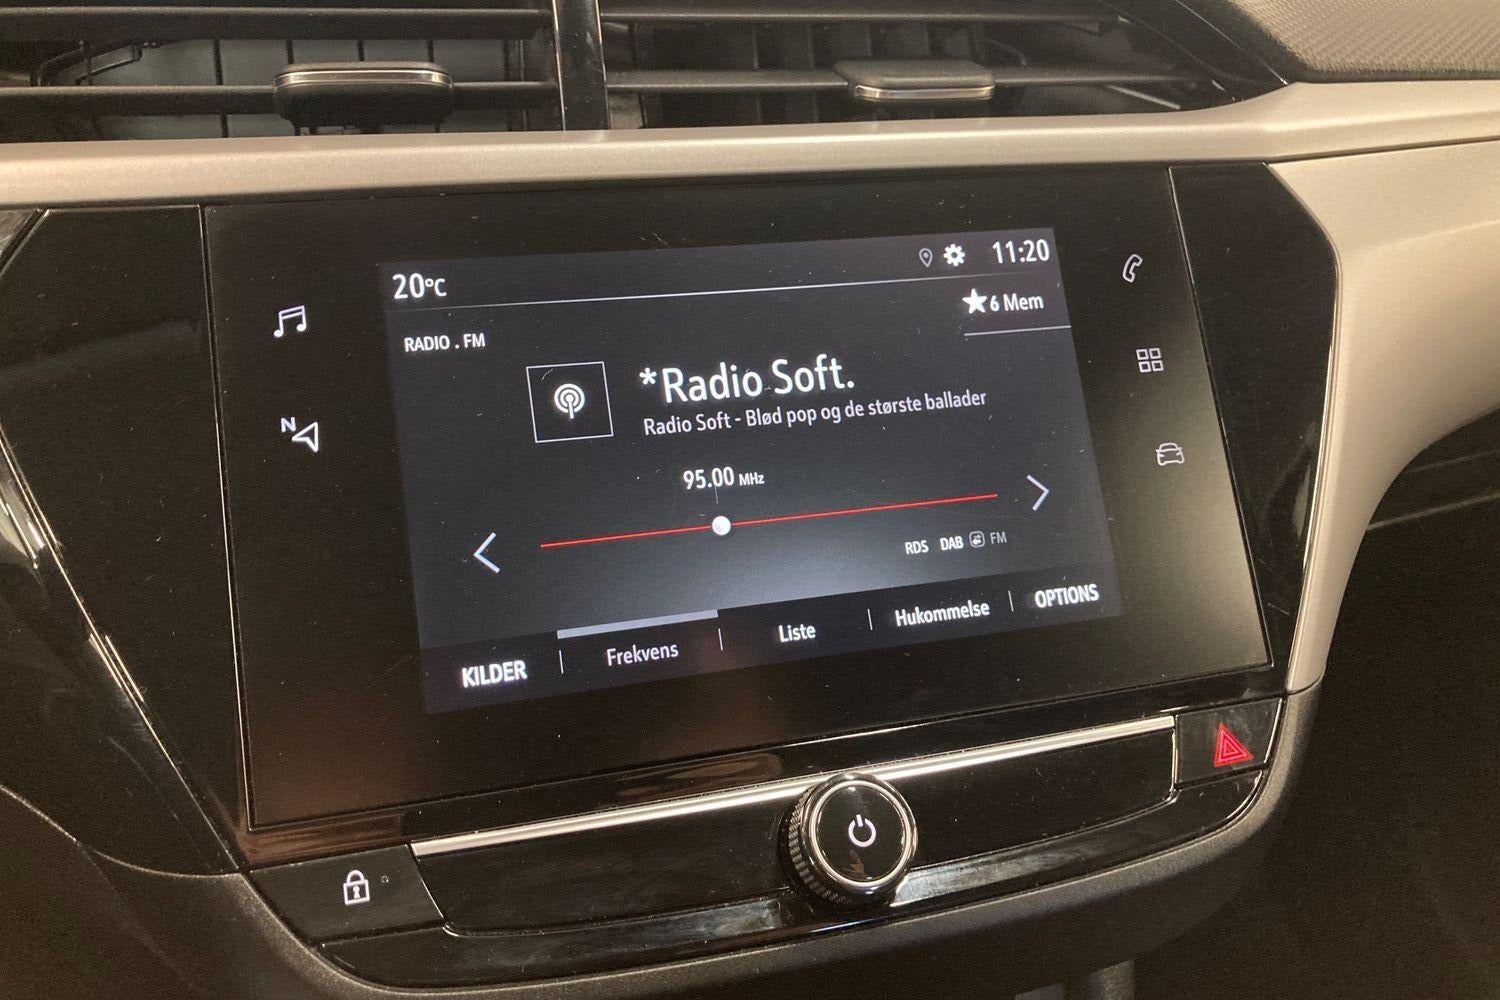 20°C 11:20
★6 Mem
RADIO . FM
*Radio Soft.
Radio Soft - Blød pop og de største ballader
95.00 MHz
RDS DAB FM
KILDER Frekvens Liste Hukommelse OPTIONS
N